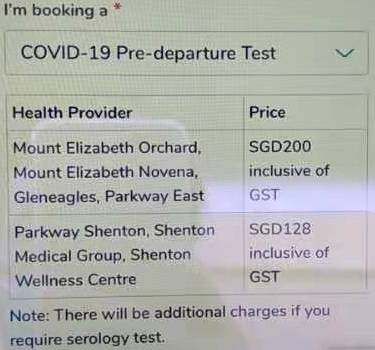 I'm booking a *
COVID-19 Pre-departure Test
Health Provider Price
Mount Elizabeth Orchard, SGD200
Mount Elizabeth Novena, inclusive of
Gleneagles, Parkway East GST
Parkway Shenton, Shenton SGD128
Medical Group, Shenton inclusive of
Wellness Centre GST
Note: There will be additional charges if you
require serology test.